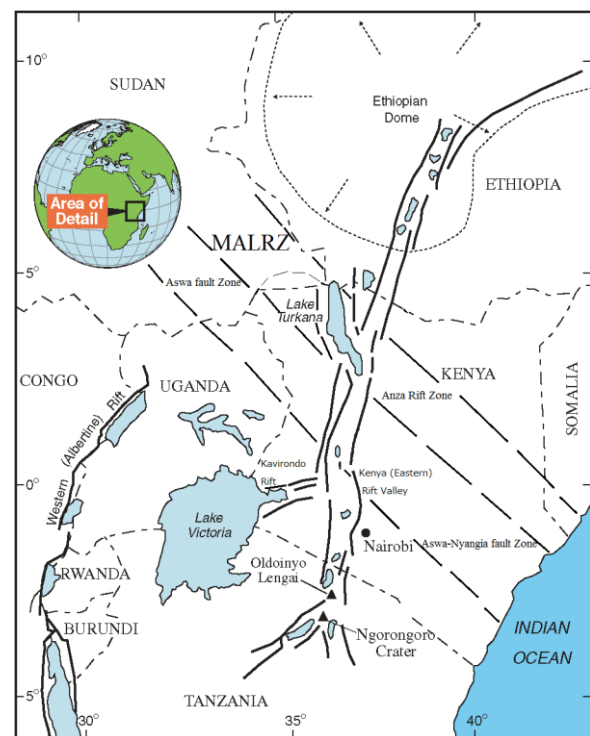 10°
SUDAN
Ethiopian
Dome
ETHIOPIA
Area of
Detail
MALRZ
5°
Aswa fault Zone
Lake
Turkana
KENYA
SOMALIA
CONGO
UGANDA
Anza Rift Zone
Western (Albertine) Rift
Kavirondo
Rift
Kenya (Eastern)
Rift Valley
0°
Lake
Victoria
Nairobi
Aswa-Nyangia fault Zone
Oldoinyo
Lengai
RWANDA
BURUNDI
Ngorongoro
Crater
INDIAN
OCEAN
5°
TANZANIA
30°
35°
40°